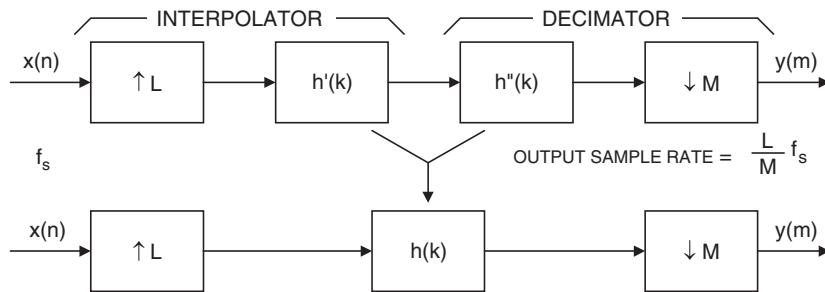 INTERPOLATOR DECIMATOR
x(n) ↑ L h'(k) h"(k) ↓ M y(m)
f_s OUTPUT SAMPLE RATE = L/M f_s
x(n) ↑ L h(k) ↓ M y(m)